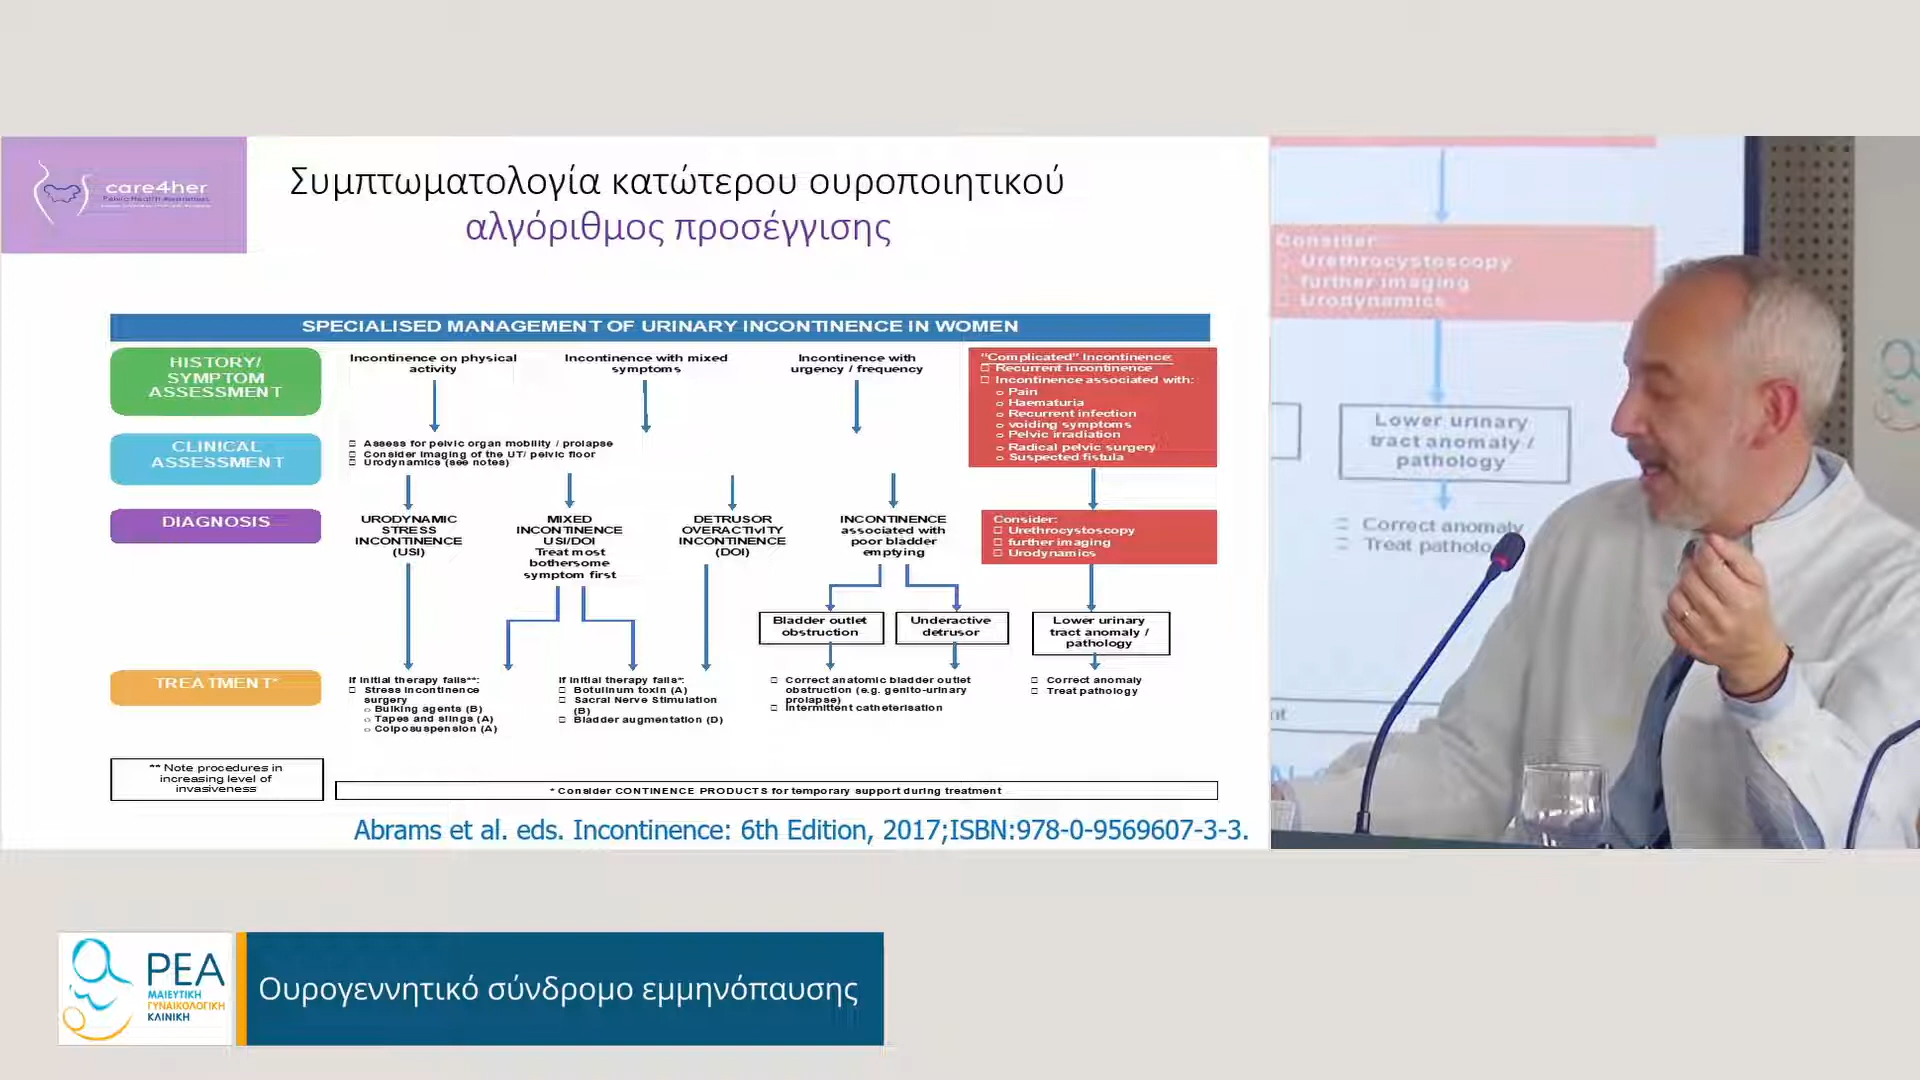 care4her
Συμπτωματολογία κατώτερου ουροποιητικού
αλγόριθμος προσέγγισης
SPECIALISED MANAGEMENT OF URINARY INCONTINENCE IN WOMEN
HISTORY/
SYMPTOM
ASSESSMENT
Incontinence on physical
activity
Incontinence with mixed
symptoms
Incontinence with
urgency / frequency
"Complicated" Incontinence:
Recurrent incontinence
Incontinence associated with:
Pain
Haematuria
Recurrent infection
voiding symptoms
Pelvic irradiation
Radical pelvic surgery
Suspected fistula
CLINICAL
ASSESSMENT
Assess for pelvic organ mobility / prolapse
Consider imaging of the UT/ pelvic floor
Urodynamics (see notes)
DIAGNOSIS
URODYNAMIC
STRESS
INCONTINENCE
(USI)
MIXED
INCONTINENCE
USI/DOI
Treat most
bothersome
symptom first
DETRUSOR
OVERACTIVITY
INCONTINENCE
(DOI)
INCONTINENCE
associated with
poor bladder
emptying
Consider:
Urethrocystoscopy
further imaging
Urodynamics
Bladder outlet
obstruction
Underactive
detrusor
Lower urinary
tract anomaly /
pathology
TREATMENT*
If initial therapy fails**:
Stress incontinence
surgery
Bulking agents (B)
Tapes and slings (A)
Colposuspension (A)
If initial therapy fails*:
Botulinum toxin (A)
Sacral Nerve Stimulation
(B)
Bladder augmentation (D)
Correct anatomic bladder outlet
obstruction (e.g. genito-urinary
prolapse)
Intermittent catheterisation
Correct anomaly
Treat pathology
** Note procedures in
increasing level of
invasiveness
* Consider CONTINENCE PRODUCTS for temporary support during treatment
Abrams et al. eds. Incontinence: 6th Edition, 2017;ISBN:978-0-9569607-3-3.
Consider:
Urethrocystoscopy
further imaging
Urodynamics
Lower urinary
tract anomaly /
pathology
Correct anomaly
Treat patholo
nt
ΡΕΑ
ΜΑΙΕΥΤΙΚΗ
ΓΥΝΑΙΚΟΛΟΓΙΚΗ
ΚΛΙΝΙΚΗ
Ουρογεννητικό σύνδρομο εμμηνόπαυσης